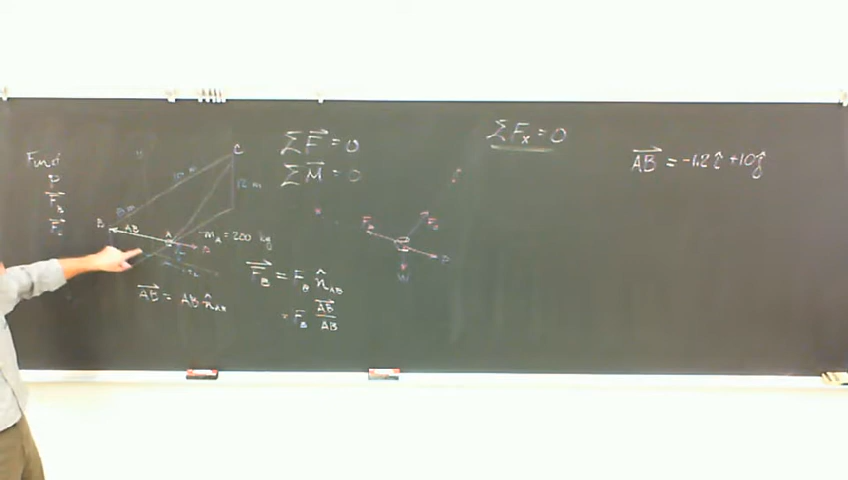 Find
P
F_B
F_C
C
12 m
B
AB
A
m_A = 200 kg
AB = AB n̂_AB
ΣF = 0
ΣM = 0
F_B = F_B n̂_AB
= F_B AB/AB
F_B
P
W
ΣF_x = 0
AB = -1.2î + 10ĵ